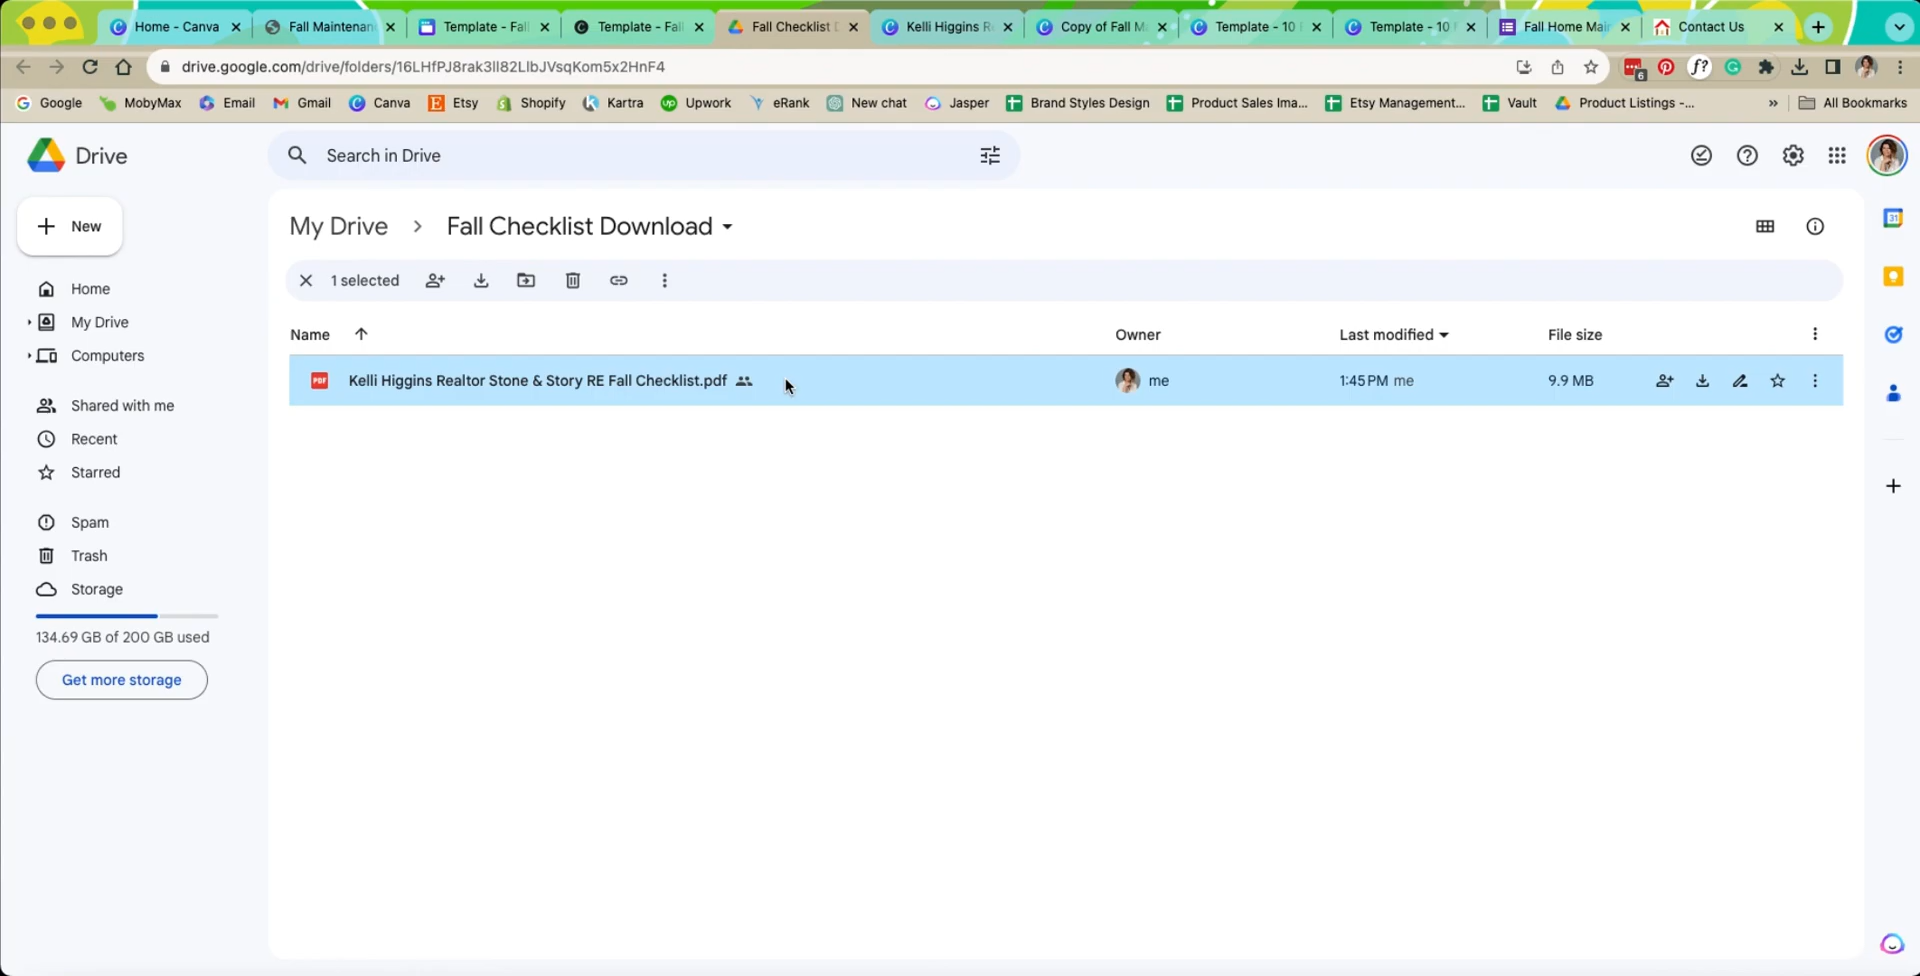 Home - Canva
Fall Maintenan
Template - Fal
Template - Fal
Fall Checklist D
Kelli Higgins R
Copy of Fall M
Template - 10
Template - 10
Fall Home Mai
Contact Us
drive.google.com/drive/folders/16LHfPJ8rak3Il82LIbJVsqKom5x2HnF4
6
f?
Google
MobyMax
Email
Gmail
Canva
Etsy
Shopify
Kartra
Upwork
eRank
New chat
Jasper
Brand Styles Design
Product Sales Ima...
Etsy Management...
Vault
Product Listings -...
»
All Bookmarks
Drive
Search in Drive
New
My Drive > Fall Checklist Download
1 selected
Home
My Drive
Computers
Shared with me
Recent
Starred
Spam
Trash
Storage
134.69 GB of 200 GB used
Get more storage
Name
Owner
Last modified
File size
PDF
Kelli Higgins Realtor Stone & Story RE Fall Checklist.pdf
me
1:45 PM me
9.9 MB
31